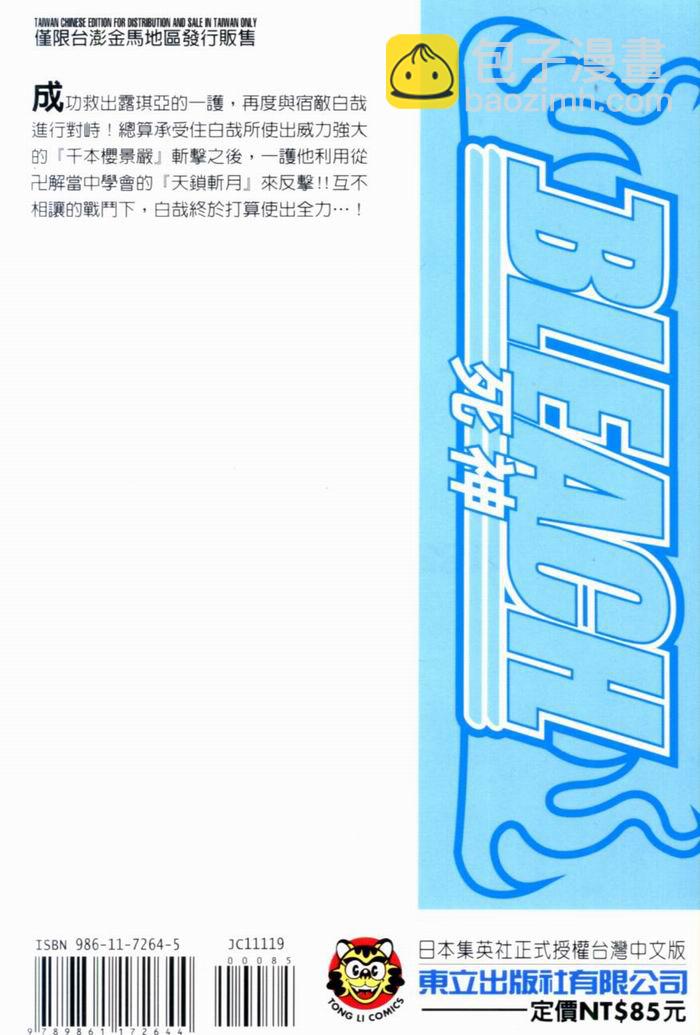 TAIWAN CHINESE EDITION FOR DISTRIBUTION AND SALE IN TAIWAN ONLY
僅限台澎金馬地區發行販售
包子漫畫
baozimh.com
成功救出露琪亞的一護，再度與宿敵白哉
進行對峙！總算承受住白哉所使出威力強大
的『千本櫻景嚴』斬擊之後，一護他利用從
卍解當中學會的『天鎖斬月』來反擊!!互不
相讓的戰鬥下，白哉終於打算使出全力…！
BLEACH
死神
ISBN 986-11-7264-5
JC11119
00085
9789861172644
TONG LI COMICS
日本集英社正式授權台灣中文版
東立出版社有限公司
定價NT$85元